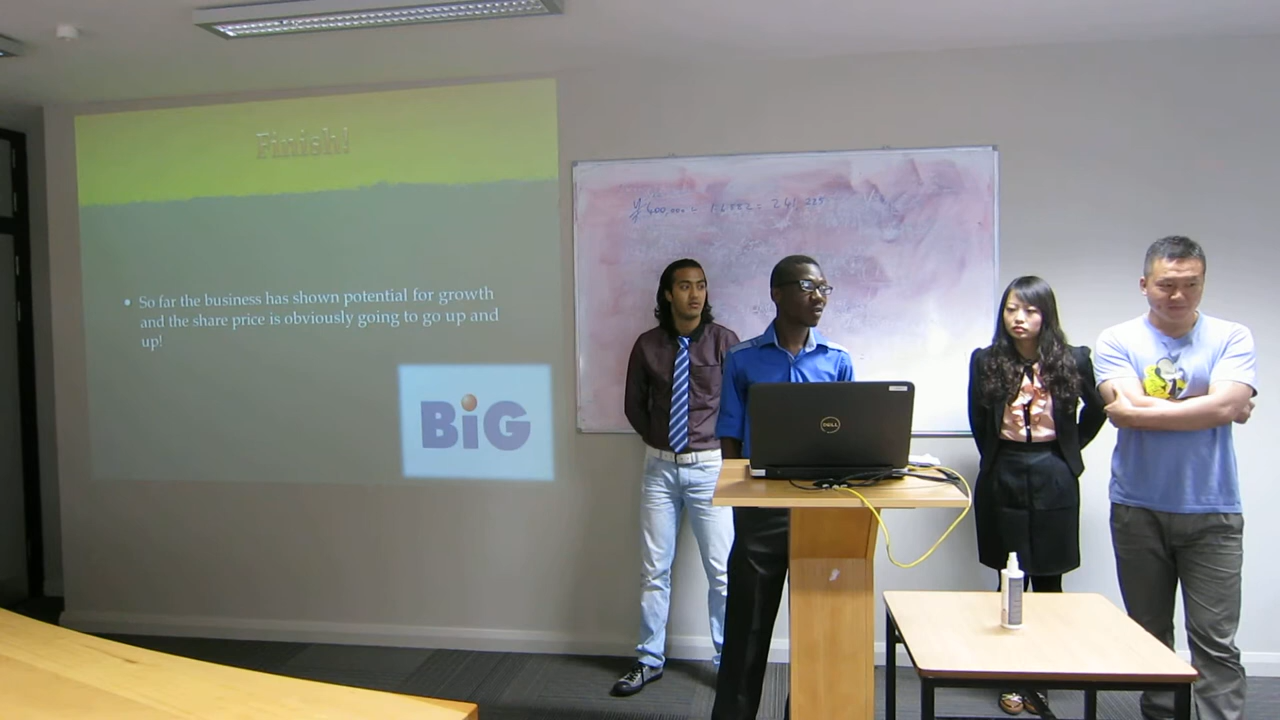 Finish!
• So far the business has shown potential for growth
and the share price is obviously going to go up and
up!
BiG
DELL